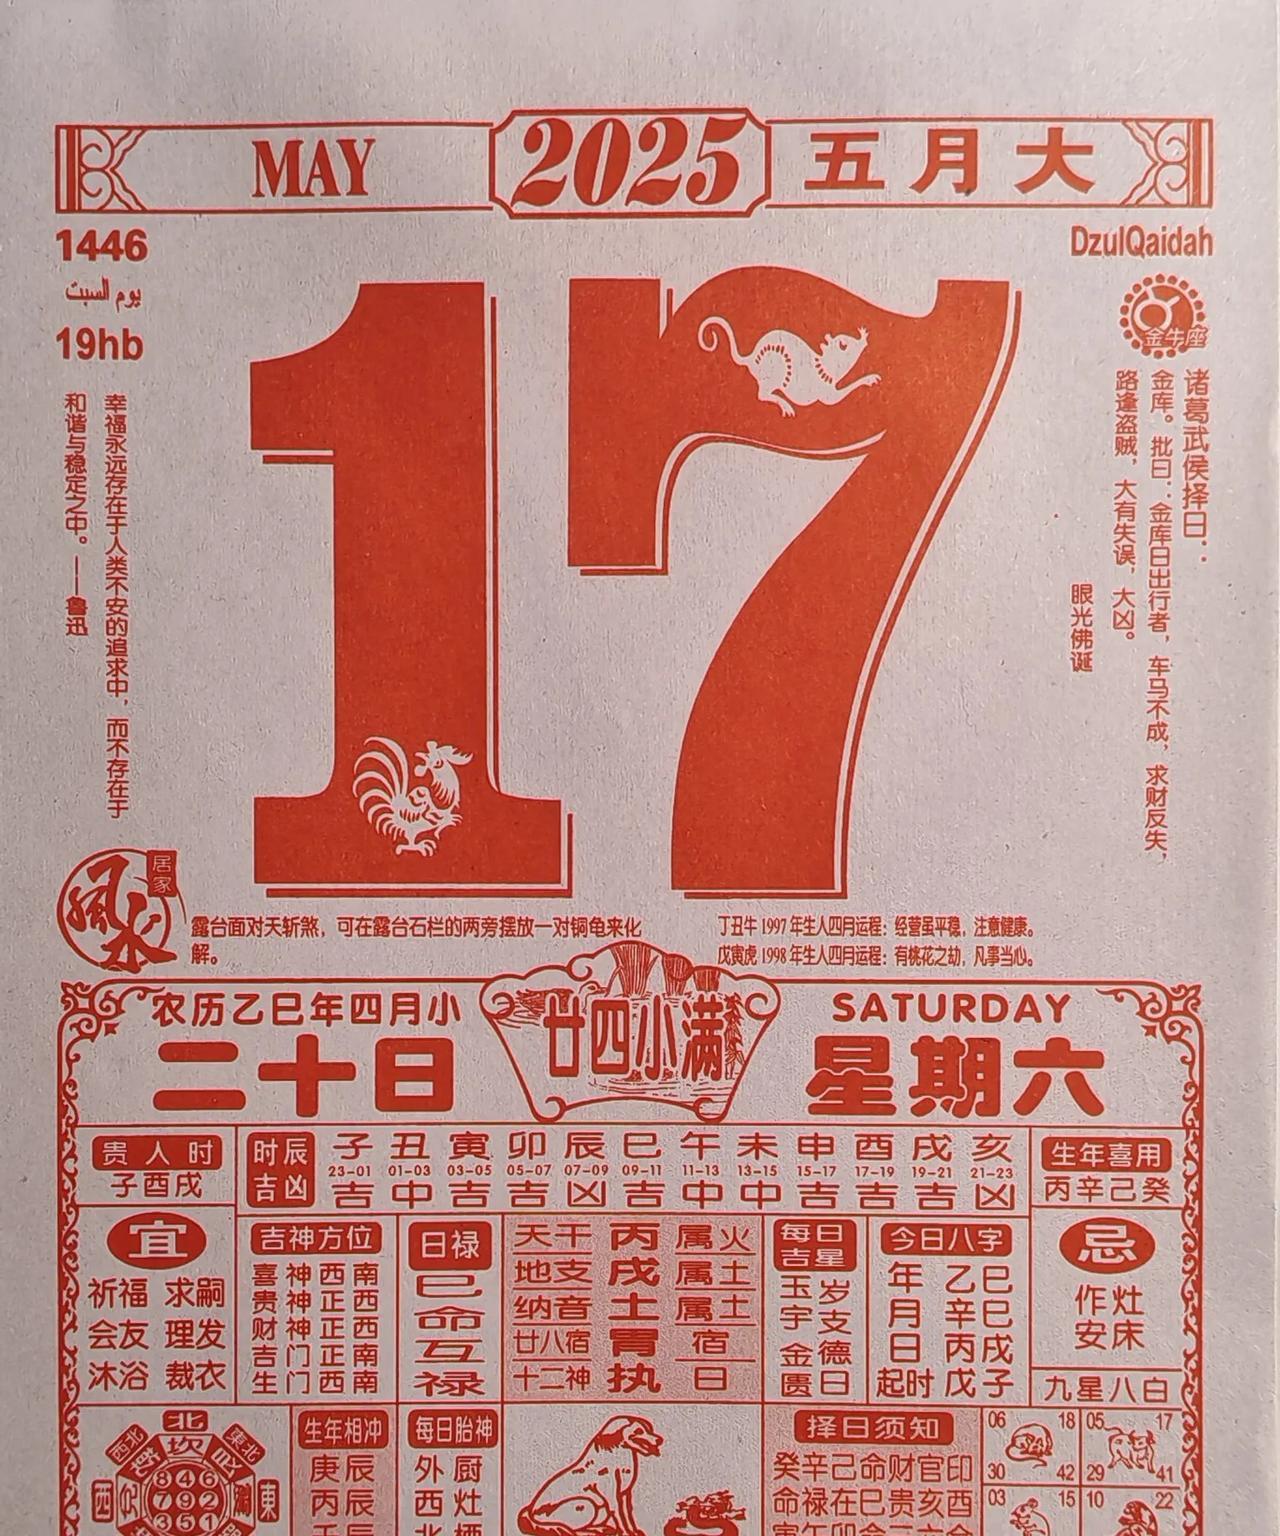 MAY 2025 五月大
1446
يوم السبت
19hb
DzulQaidah
金牛座
幸福永远存在于人类不安的追求中，而不存在于
和谐与稳定之中。——鲁迅
17
诸葛武侯择日：
金库。批曰：金库日出行者，车马不成，求财反失，
路逢盗贼，大有失误，大凶。
眼光佛诞
居家
風水
露台面对天斩煞，可在露台石栏的两旁摆放一对铜龟来化
解。
丁丑牛 1997 年生人四月运程：经营虽平稳，注意健康。
戊寅虎 1998 年生人四月运程：有桃花之劫，凡事当心。
农历乙巳年四月小
二十日
廿四小满
SATURDAY
星期六
贵人时
子酉戌
时辰
吉凶
子 丑 寅 卯 辰 巳 午 未 申 酉 戌 亥
23-01 01-03 03-05 05-07 07-09 09-11 11-13 13-15 15-17 17-19 19-21 21-23
吉 中 吉 吉 凶 吉 中 中 吉 吉 吉 凶
生年喜用
丙辛己癸
宜
祈福 求嗣
会友 理发
沐浴 裁衣
吉神方位
喜神西南
贵神正西
财神正西
吉门正南
生门西南
日禄
巳
命
互
禄
天干 丙 属火
地支 戌 属土
纳音 土 属土
廿八宿 胃 宿
十二神 执 日
每日
吉星
玉 岁
宇 支
金 德
匮 日
今日八字
年 乙巳
月 辛巳
日 丙戌
起时 戊子
忌
作灶
安床
九星八白
北
西北 東北
坎
西 東
8 4 6
7 9 2
3 5 1
生年相冲
庚辰
丙辰
每日胎神
外厨
西灶
择日须知
癸辛己命财官印
命禄在巳贵亥酉
06 18
30 42
05 17
29 41
03 15
10 22